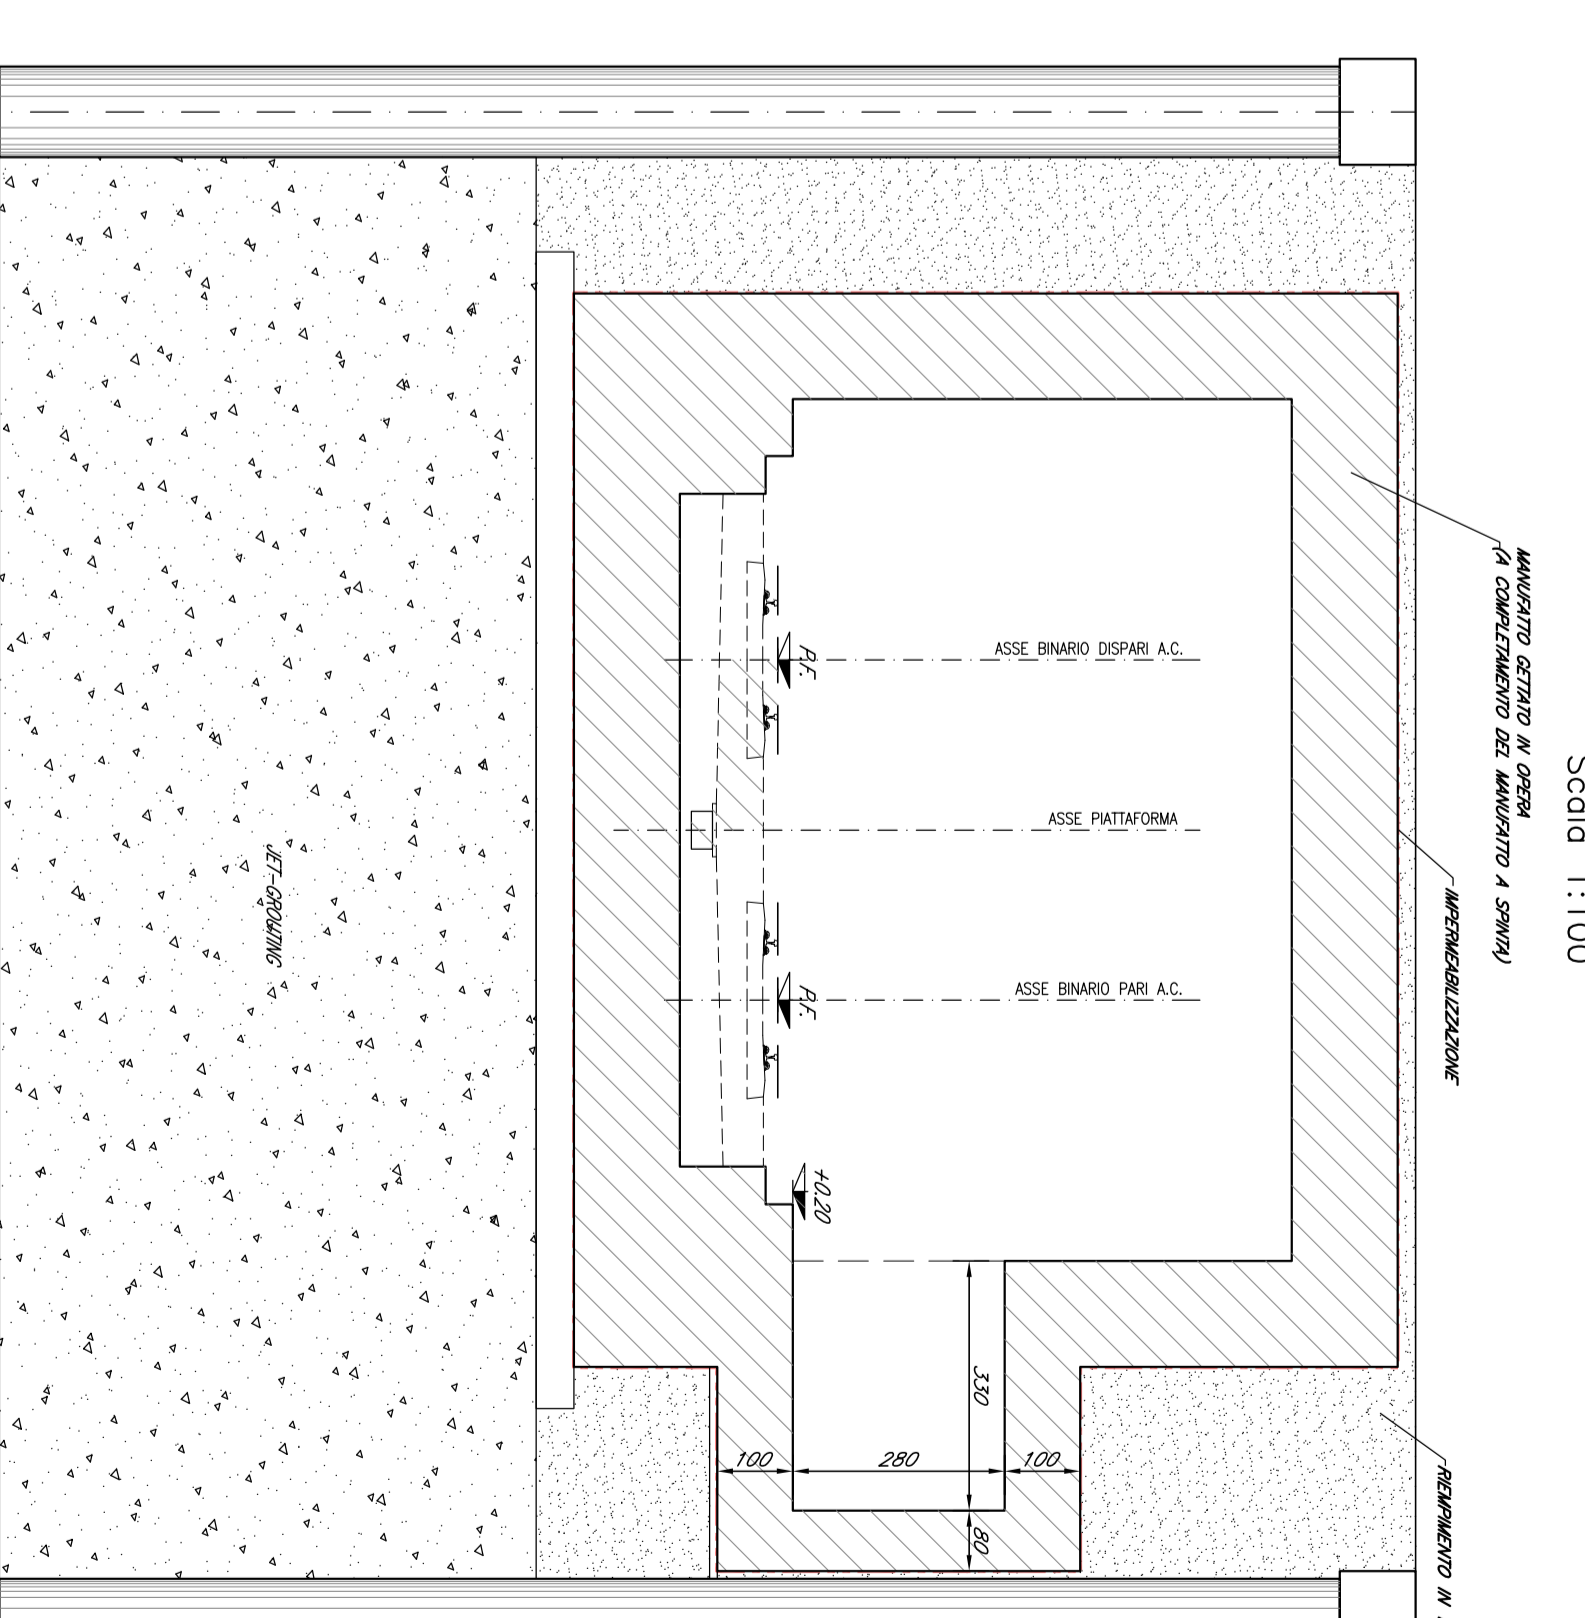 Scala 1:100
MANUFATTO GETTATO IN OPERA
(A COMPLETAMENTO DEL MANUFATTO A SPINTA)
IMPERMEABILIZZAZIONE
RIEMPIMENTO IN
ASSE BINARIO DISPARI A.C.
P.F.
ASSE PIATTAFORMA
ASSE BINARIO PARI A.C.
P.F.
+0.20
330
100
280
100
80
JET-GROUTING